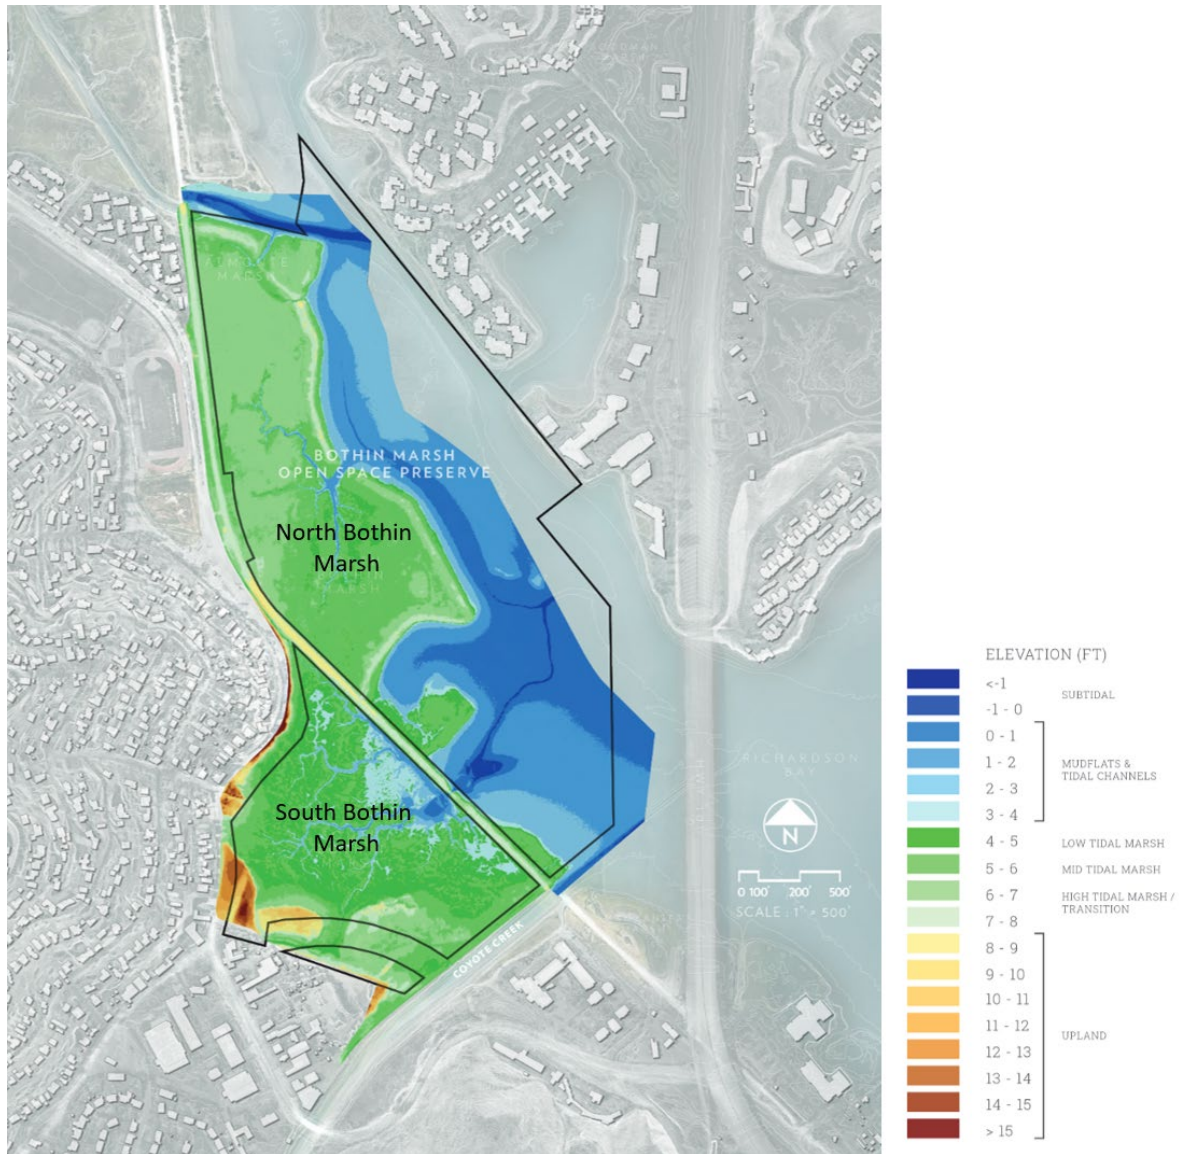 BOTHIN MARSH
OPEN SPACE PRESERVE
North Bothin
Marsh
MARSH
South Bothin
Marsh
COYOTE CREEK
RICHARDSON
BAY
N
0 100' 200' 500'
SCALE : 1" = 500'
ELEVATION (FT)
<-1
-1 - 0
SUBTIDAL
0 - 1
1 - 2
2 - 3
3 - 4
MUDFLATS &
TIDAL CHANNELS
4 - 5
LOW TIDAL MARSH
5 - 6
MID TIDAL MARSH
6 - 7
7 - 8
HIGH TIDAL MARSH /
TRANSITION
8 - 9
9 - 10
10 - 11
11 - 12
12 - 13
13 - 14
14 - 15
> 15
UPLAND